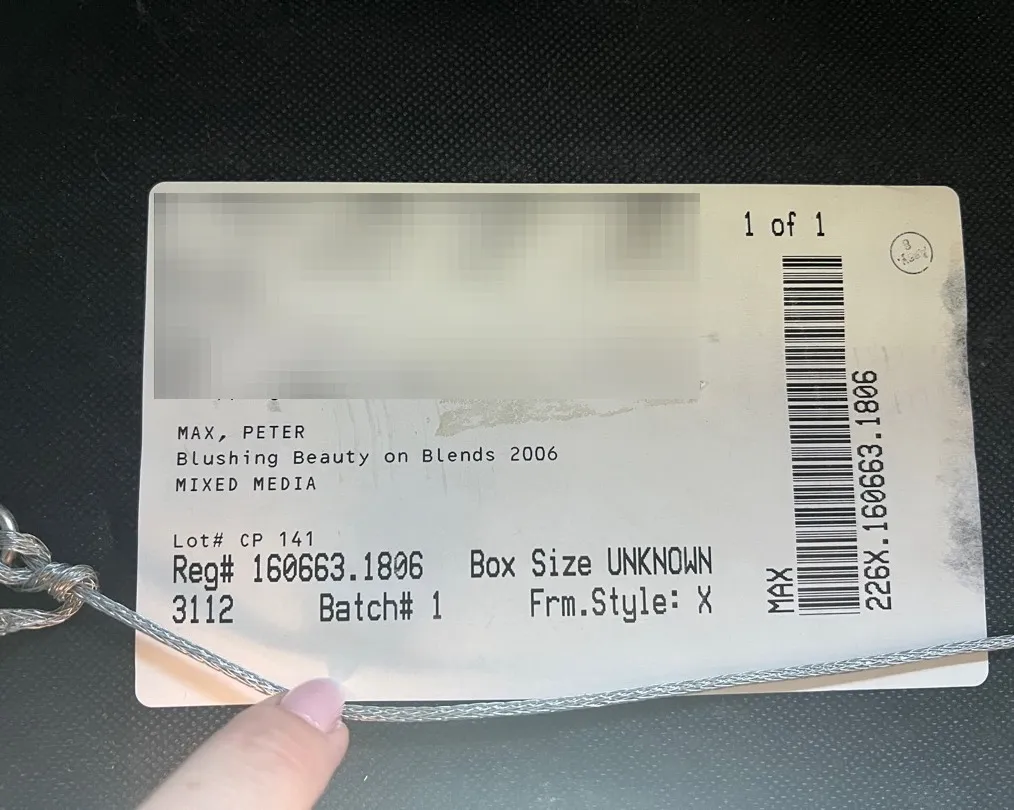 1 of 1
MAX, PETER
Blushing Beauty on Blends 2006
MIXED MEDIA
Lot# CP 141
Reg# 160663.1806 Box Size UNKNOWN
3112 Batch# 1 Frm.Style: X
MAX
226X.160663.1806